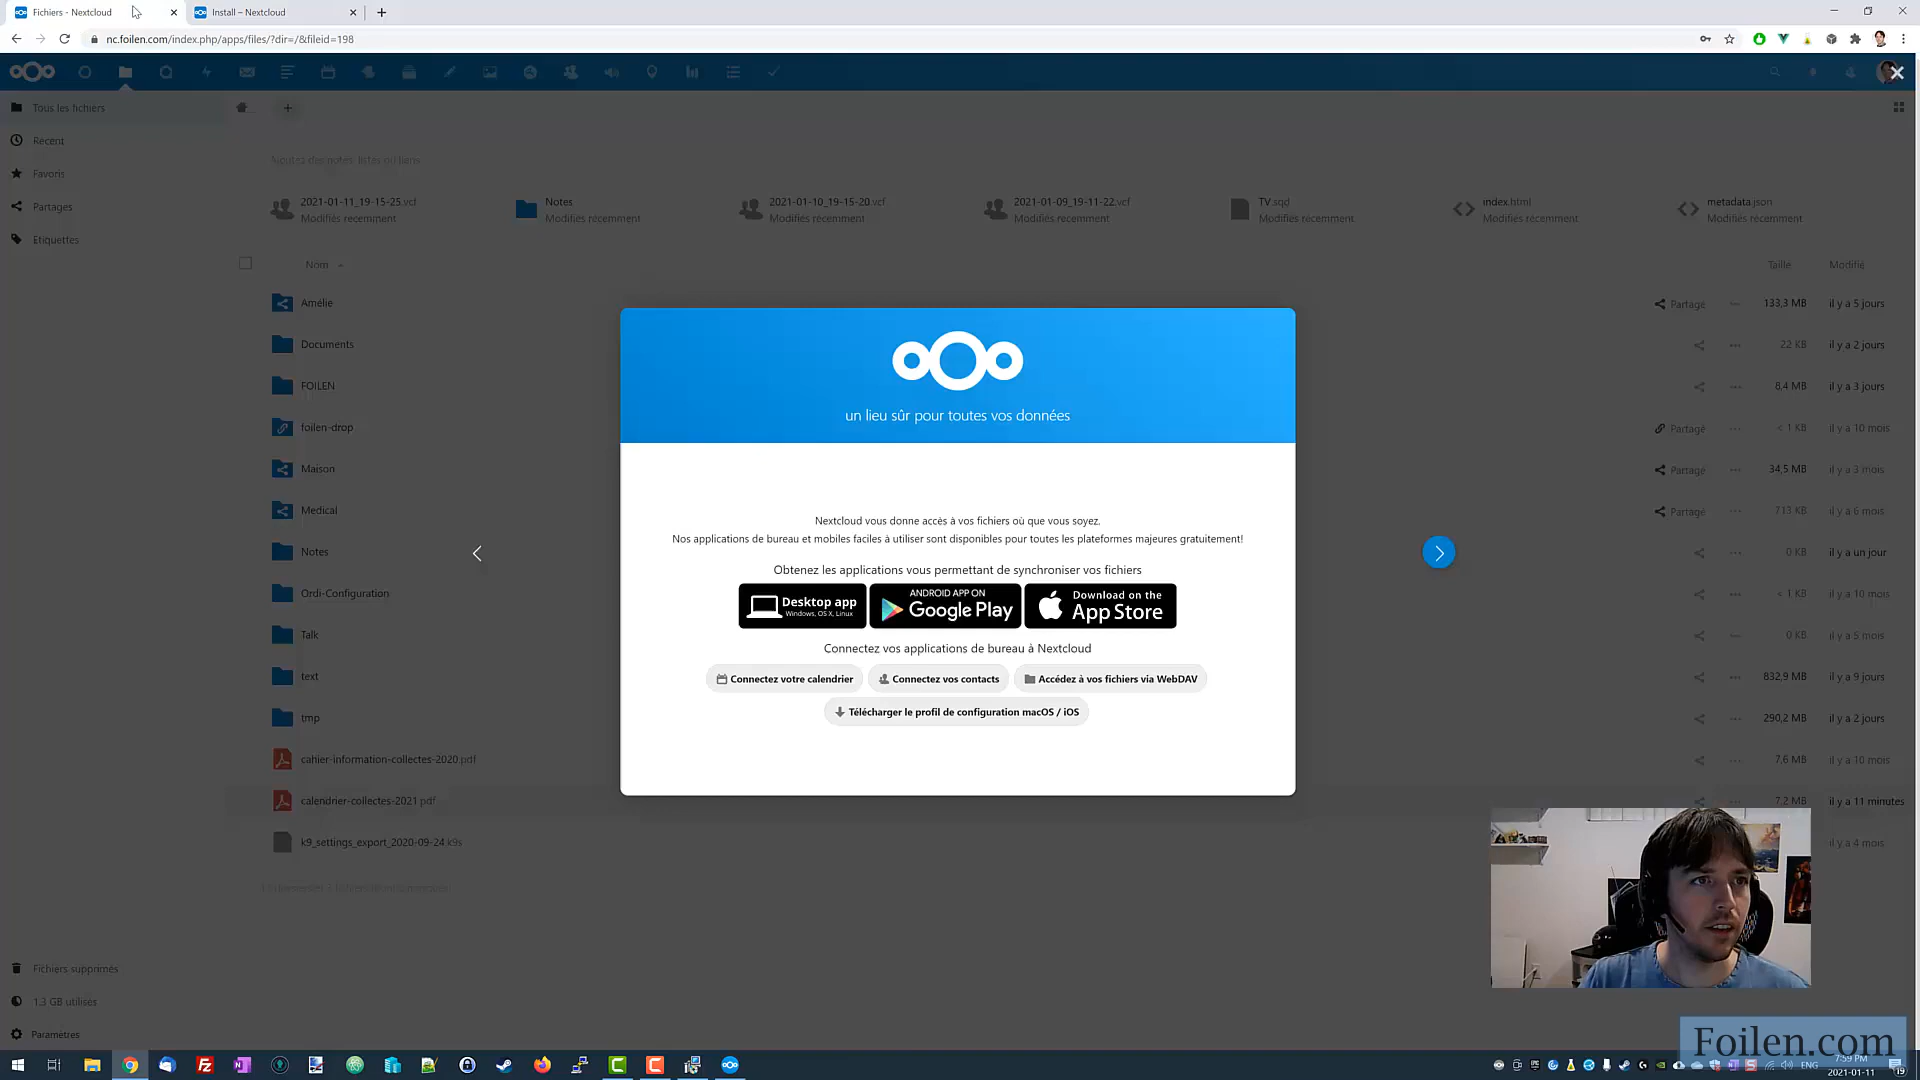 Fichiers - Nextcloud
Install – Nextcloud
nc.foilen.com/index.php/apps/files/?dir=/&fileid=198
Tous les fichiers
Récent
Favoris
Partages
Étiquettes
Ajoutez des notes, listes ou liens
2021-01-11_19-15-25.vcf
Modifiés récemment
Notes
Modifiés récemment
2021-01-10_19-15-20.vcf
Modifiés récemment
2021-01-09_19-11-22.vcf
Modifiés récemment
TV.sqd
Modifiés récemment
index.html
Modifiés récemment
metadata.json
Modifiés récemment
Nom
Taille
Modifié
Amélie
Partagé
133,3 MB
il y a 5 jours
Documents
22 KB
il y a 2 jours
FOILEN
8,4 MB
il y a 3 jours
foilen-drop
Partagé
< 1 KB
il y a 10 mois
Maison
Partagé
34,5 MB
il y a 3 mois
Medical
Partagé
713 KB
il y a 6 mois
Notes
0 KB
il y a un jour
Ordi-Configuration
< 1 KB
il y a 10 mois
Talk
0 KB
il y a 5 mois
text
832,9 MB
il y a 9 jours
tmp
290,2 MB
il y a 2 jours
cahier-information-collectes-2020.pdf
7,6 MB
il y a 10 mois
calendrier-collectes-2021.pdf
7,2 MB
il y a 11 minutes
k9_settings_export_2020-09-24.k9s
il y a 4 mois
un lieu sûr pour toutes vos données
Nextcloud vous donne accès à vos fichiers où que vous soyez.
Nos applications de bureau et mobiles faciles à utiliser sont disponibles pour toutes les plateformes majeures gratuitement!
Obtenez les applications vous permettant de synchroniser vos fichiers
Desktop app
Windows, OS X, Linux
ANDROID APP ON
Google Play
Download on the
App Store
Connectez vos applications de bureau à Nextcloud
Connectez votre calendrier
Connectez vos contacts
Accédez à vos fichiers via WebDAV
Télécharger le profil de configuration macOS / iOS
Fichiers supprimés
1.3 GB utilisés
Paramètres
Foilen.com
ENG
7:59 PM
2021-01-11
19